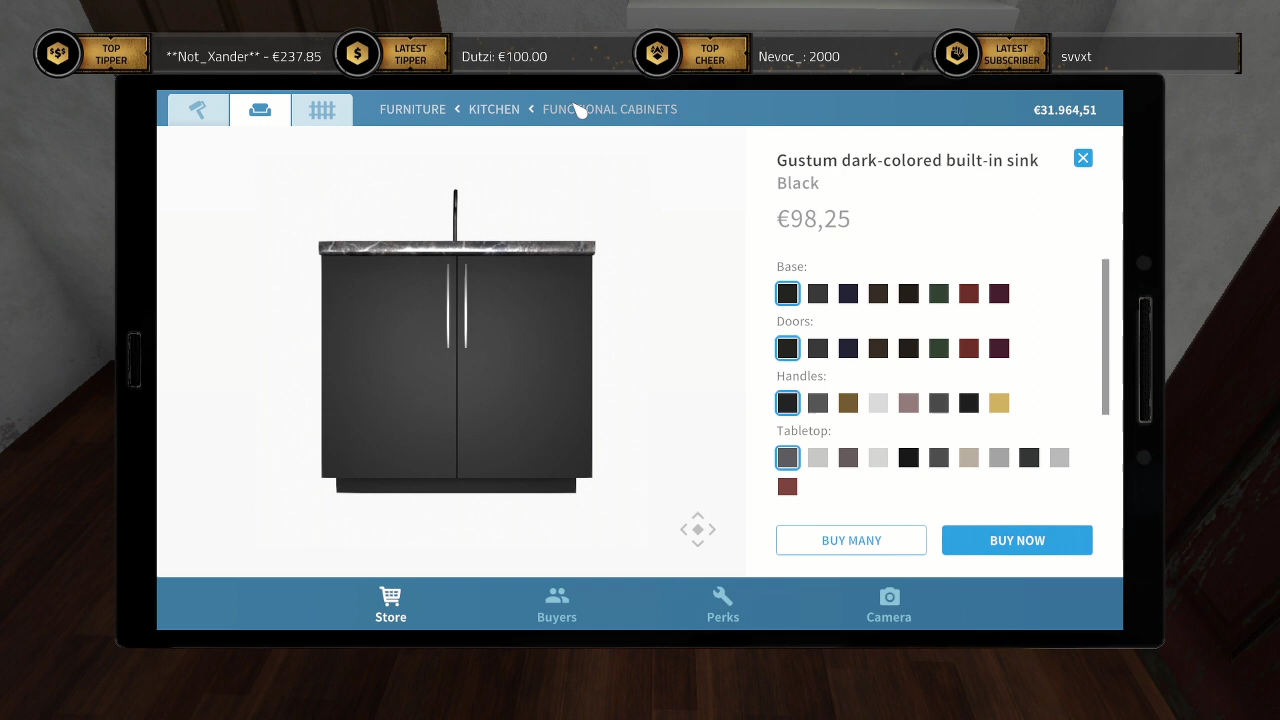 TOP
TIPPER
**Not_Xander** - €237.85
LATEST
TIPPER
Dutzi: €100.00
TOP
CHEER
Nevoc_: 2000
LATEST
SUBSCRIBER
svvxt
FURNITURE < KITCHEN < FUNCTIONAL CABINETS
€31.964,51
Gustum dark-colored built-in sink
Black
€98,25
Base:
Doors:
Handles:
Tabletop:
BUY MANY
BUY NOW
Store
Buyers
Perks
Camera